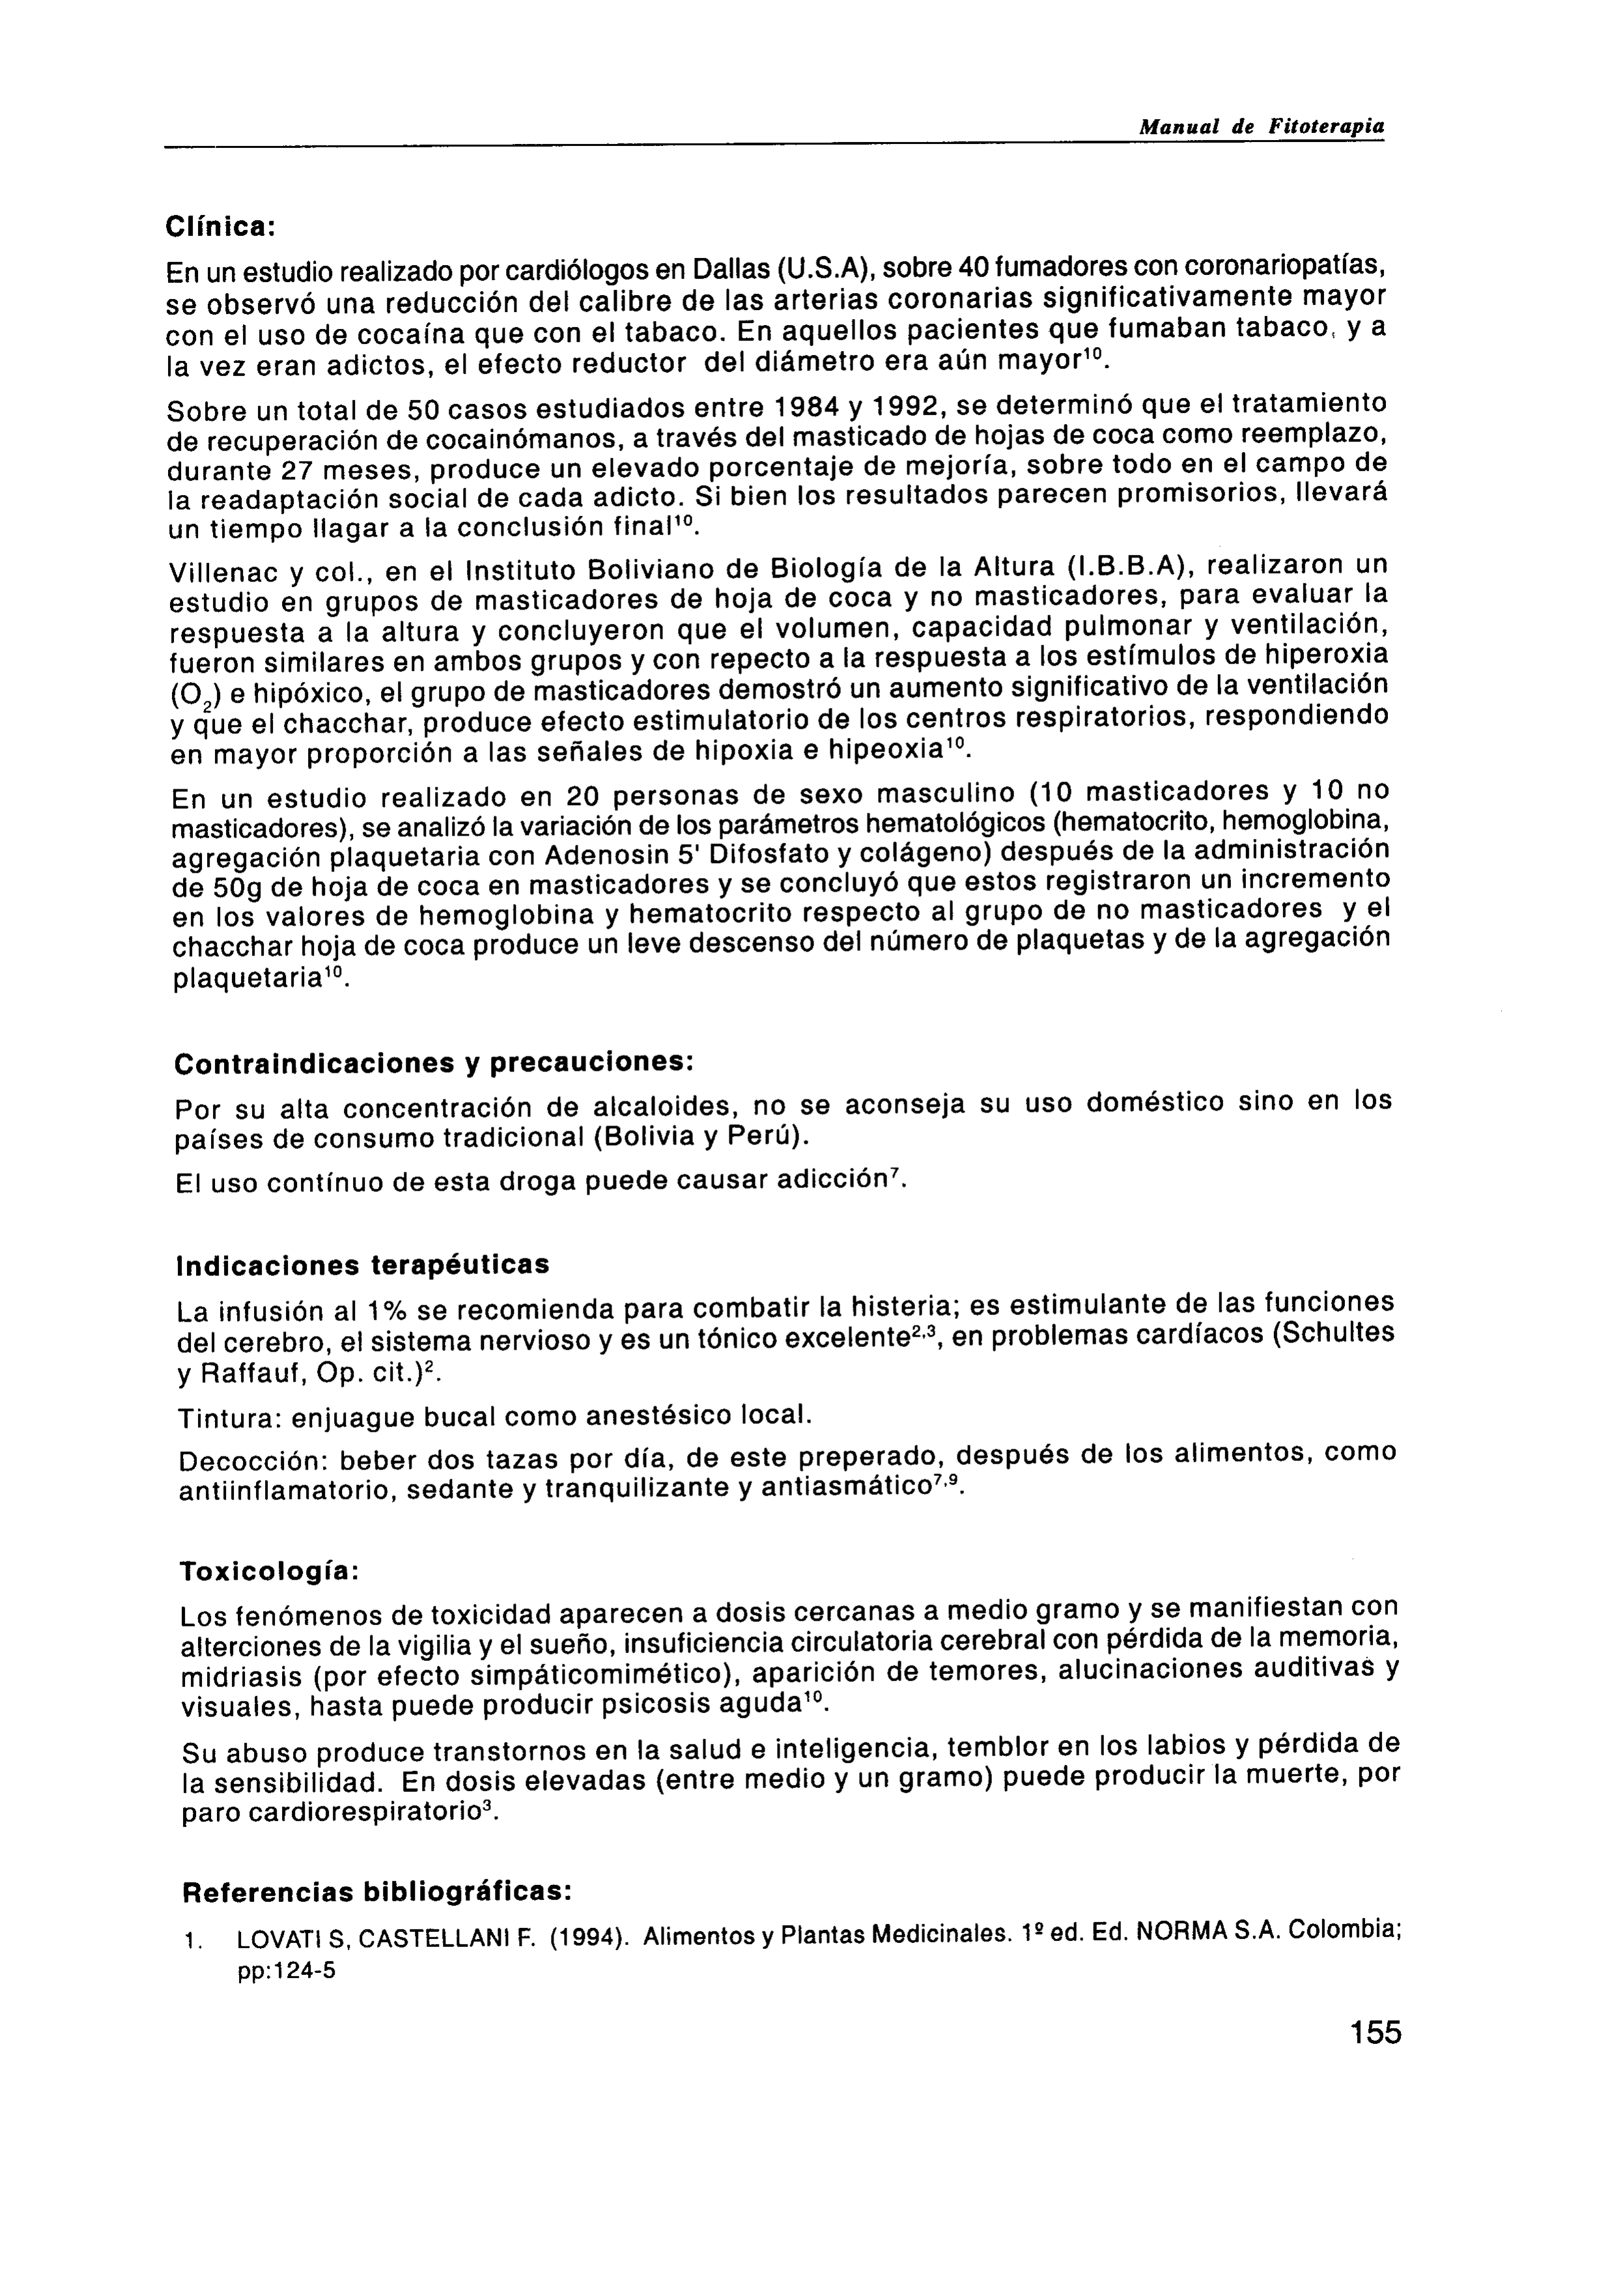 Manual de Fitoterapia
Clínica:
En un estudio realizado por cardiólogos en Dallas (U.S.A), sobre 40 fumadores con coronariopatías,
se observó una reducción del calibre de las arterias coronarias significativamente mayor
con el uso de cocaína que con el tabaco. En aquellos pacientes que fumaban tabaco, y a
la vez eran adictos, el efecto reductor del diámetro era aún mayor¹⁰.
Sobre un total de 50 casos estudiados entre 1984 y 1992, se determinó que el tratamiento
de recuperación de cocainómanos, a través del masticado de hojas de coca como reemplazo,
durante 27 meses, produce un elevado porcentaje de mejoría, sobre todo en el campo de
la readaptación social de cada adicto. Si bien los resultados parecen promisorios, llevará
un tiempo llagar a la conclusión final¹⁰.
Villenac y col., en el Instituto Boliviano de Biología de la Altura (I.B.B.A), realizaron un
estudio en grupos de masticadores de hoja de coca y no masticadores, para evaluar la
respuesta a la altura y concluyeron que el volumen, capacidad pulmonar y ventilación,
fueron similares en ambos grupos y con repecto a la respuesta a los estímulos de hiperoxia
(O₂) e hipóxico, el grupo de masticadores demostró un aumento significativo de la ventilación
y que el chacchar, produce efecto estimulatorio de los centros respiratorios, respondiendo
en mayor proporción a las señales de hipoxia e hipeoxia¹⁰.
En un estudio realizado en 20 personas de sexo masculino (10 masticadores y 10 no
masticadores), se analizó la variación de los parámetros hematológicos (hematocrito, hemoglobina,
agregación plaquetaria con Adenosin 5' Difosfato y colágeno) después de la administración
de 50g de hoja de coca en masticadores y se concluyó que estos registraron un incremento
en los valores de hemoglobina y hematocrito respecto al grupo de no masticadores y el
chacchar hoja de coca produce un leve descenso del número de plaquetas y de la agregación
plaquetaria¹⁰.
Contraindicaciones y precauciones:
Por su alta concentración de alcaloides, no se aconseja su uso doméstico sino en los
países de consumo tradicional (Bolivia y Perú).
El uso contínuo de esta droga puede causar adicción⁷.
Indicaciones terapéuticas
La infusión al 1% se recomienda para combatir la histeria; es estimulante de las funciones
del cerebro, el sistema nervioso y es un tónico excelente²,³, en problemas cardíacos (Schultes
y Raffauf, Op. cit.)².
Tintura: enjuague bucal como anestésico local.
Decocción: beber dos tazas por día, de este preperado, después de los alimentos, como
antiinflamatorio, sedante y tranquilizante y antiasmático⁷,⁹.
Toxicología:
Los fenómenos de toxicidad aparecen a dosis cercanas a medio gramo y se manifiestan con
alterciones de la vigilia y el sueño, insuficiencia circulatoria cerebral con pérdida de la memoria,
midriasis (por efecto simpáticomimético), aparición de temores, alucinaciones auditivas y
visuales, hasta puede producir psicosis aguda¹⁰.
Su abuso produce transtornos en la salud e inteligencia, temblor en los labios y pérdida de
la sensibilidad. En dosis elevadas (entre medio y un gramo) puede producir la muerte, por
paro cardiorespiratorio³.
Referencias bibliográficas:
1. LOVATI S, CASTELLANI F. (1994). Alimentos y Plantas Medicinales. 1º ed. Ed. NORMA S.A. Colombia;
pp:124-5
155